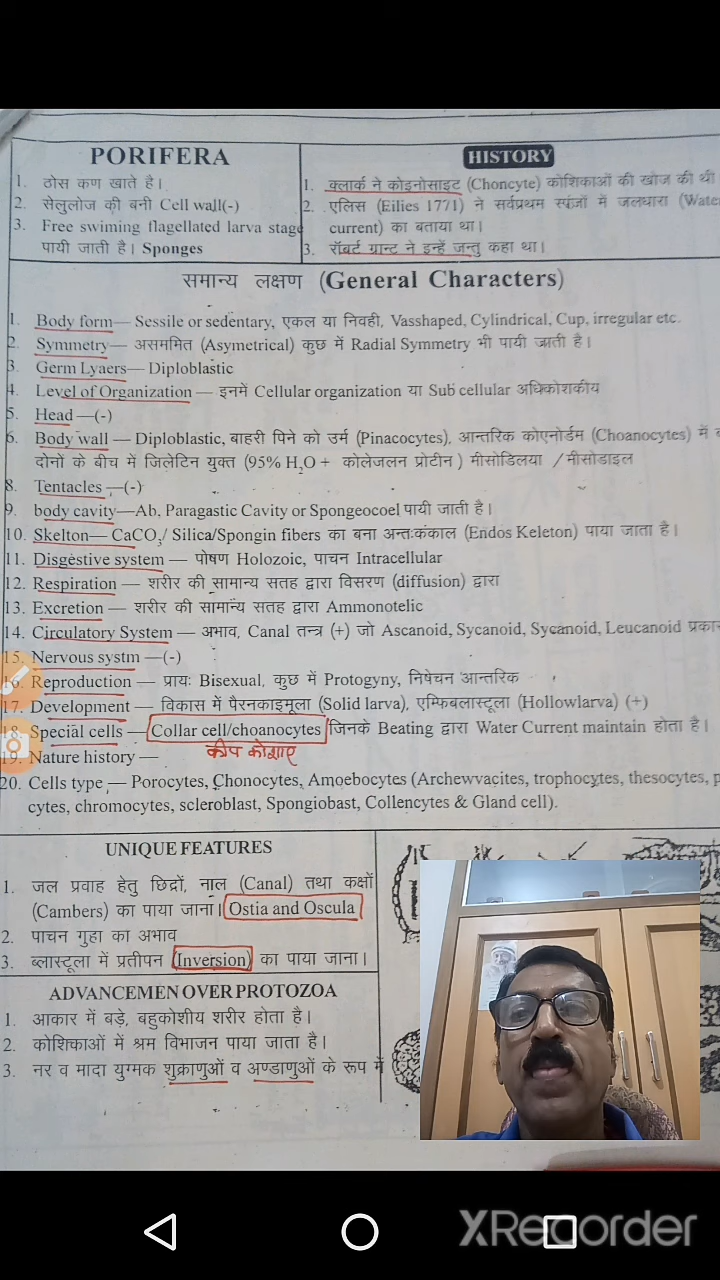 PORIFERA
1. ठोस कण खाते है।
2. सेलुलोज की बनी Cell wall(-)
3. Free swiming flagellated larva stage
पायी जाती है। Sponges
HISTORY
1. क्लार्क ने कोइनोसाइट (Choncyte) कोशिकाओं की खोज की थी
2. एलिस (Eilies 1771) ने सर्वप्रथम स्पंजों में जलधारा (Water
current) का बताया था।
3. रॉबर्ट ग्रान्ट ने इन्हें जन्तु कहा था।
समान्य लक्षण (General Characters)
1. Body form— Sessile or sedentary, एकल या निवही, Vasshaped, Cylindrical, Cup, irregular etc.
2. Symmetry— असममित (Asymetrical) कुछ में Radial Symmetry भी पायी जाती है।
3. Germ Lyaers— Diploblastic
4. Level of Organization — इनमें Cellular organization या Sub cellular अधिकोशकीय
5. Head —(-)
6. Body wall — Diploblastic, बाहरी पिने को उर्म (Pinacocytes), आन्तरिक कोएनोर्डम (Choanocytes) में
दोनों के बीच में जिलेटिन युक्त (95% H2O + कोलेजलन प्रोटीन) मीसोडिलया /मीसोडाइल
8. Tentacles —(-)
9. body cavity—Ab, Paragastic Cavity or Spongeocoel पायी जाती है।
10. Skelton— CaCO3/ Silica/Spongin fibers का बना अन्तःकंकाल (Endos Keleton) पाया जाता है।
11. Disgestive system — पोषण Holozoic, पाचन Intracellular
12. Respiration — शरीर की सामान्य सतह द्वारा विसरण (diffusion) द्वारा
13. Excretion — शरीर की सामान्य सतह द्वारा Ammonotelic
14. Circulatory System — अभाव, Canal तन्त्र (+) जो Ascanoid, Sycanoid, Sycanoid, Leucanoid प्रकार
15. Nervous systm —(-)
16. Reproduction — प्रायः Bisexual, कुछ में Protogyny, निषेचन आन्तरिक
17. Development — विकास में पैरनकाइमूला (Solid larva), एम्फिबलास्टूला (Hollowlarva) (+)
18. Special cells — Collar cell/choanocytes जिनके Beating द्वारा Water Current maintain होता है।
कीप कोशाए
19. Nature history —
20. Cells type — Porocytes, Chonocytes, Amoebocytes (Archewvacites, trophocytes, thesocytes, p
cytes, chromocytes, scleroblast, Spongiobast, Collencytes & Gland cell).
UNIQUE FEATURES
1. जल प्रवाह हेतु छिद्रों, नाल (Canal) तथा कक्षों
(Cambers) का पाया जाना। Ostia and Oscula
2. पाचन गुहा का अभाव
3. ब्लास्टूला में प्रतीपन (Inversion) का पाया जाना।
ADVANCEMEN OVER PROTOZOA
1. आकार में बड़े, बहुकोशीय शरीर होता है।
2. कोशिकाओं में श्रम विभाजन पाया जाता है।
3. नर व मादा युग्मक शुक्राणुओं व अण्डाणुओं के रूप में
XRecorder